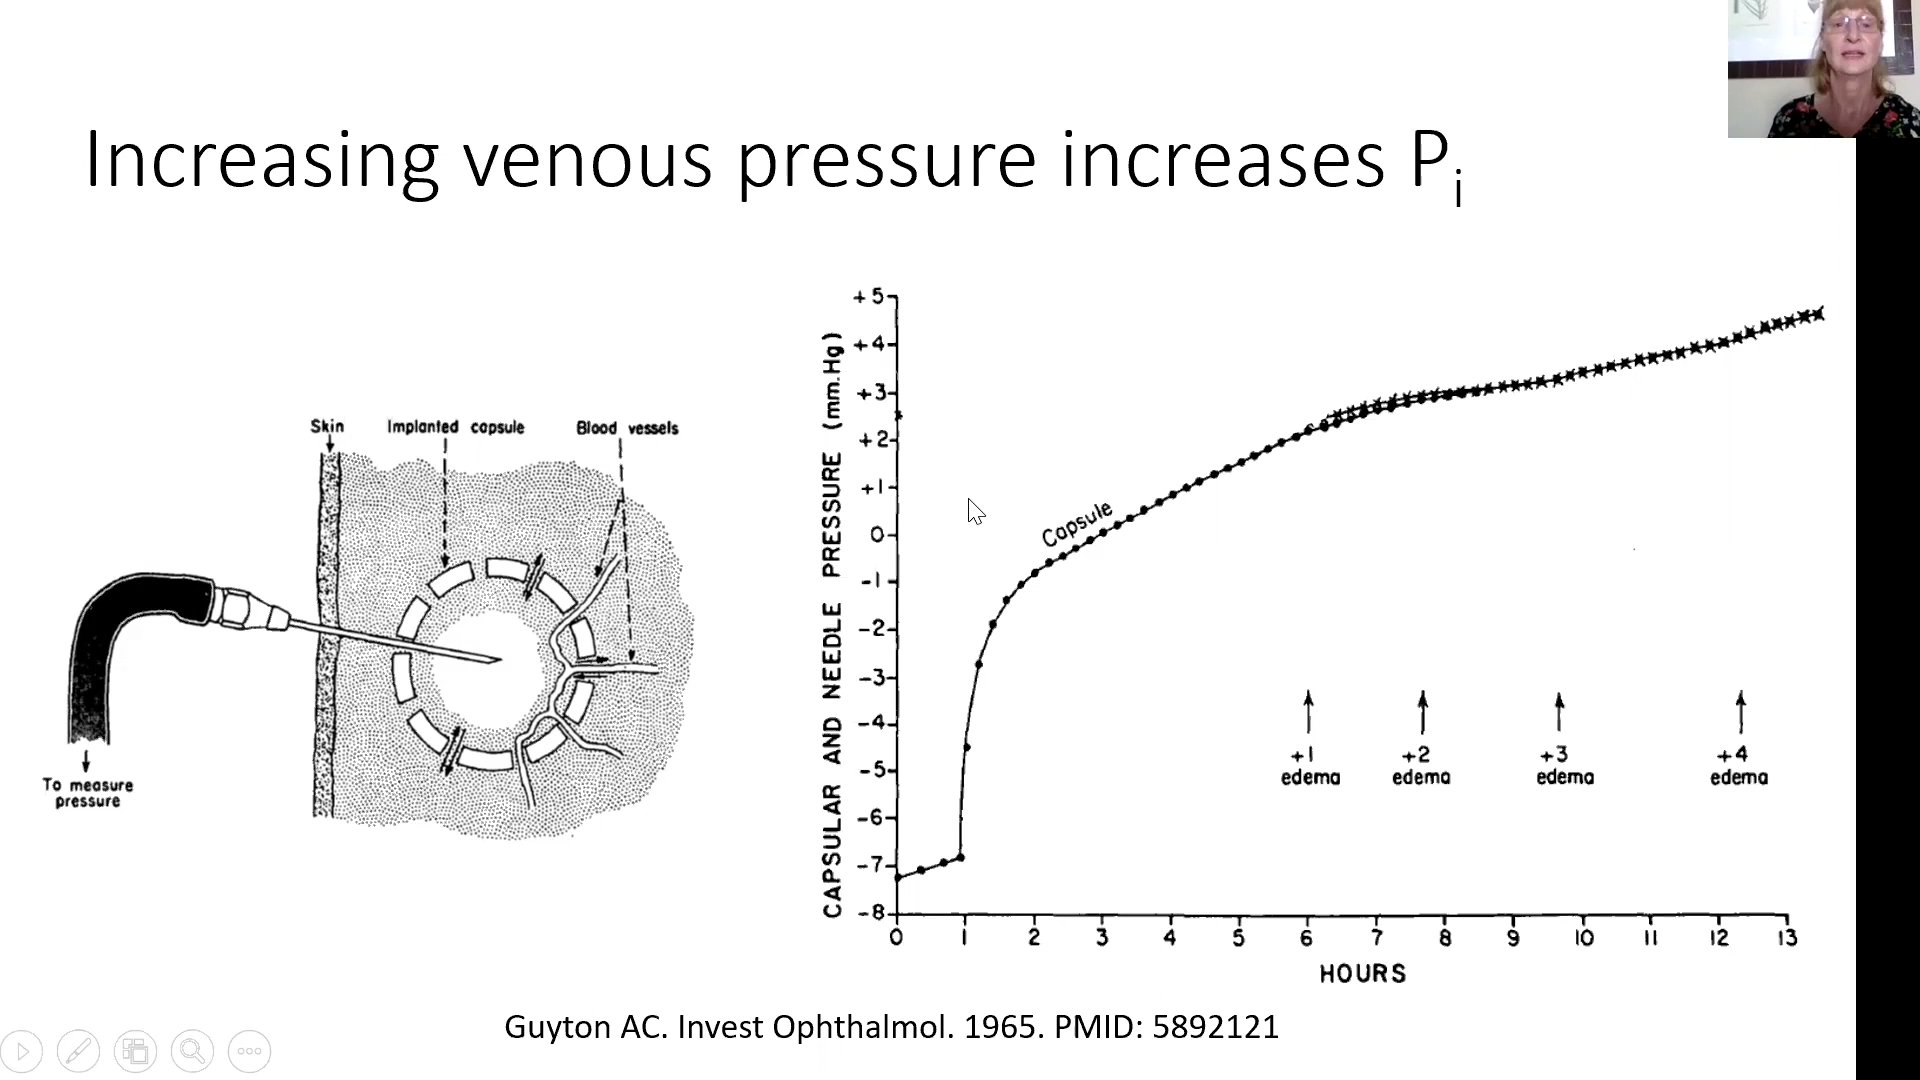 Increasing venous pressure increases Pi
Skin
Implanted capsule
Blood vessels
To measure
pressure
CAPSULAR AND NEEDLE PRESSURE (mm.Hg)
+5
+4
+3
+2
+1
0
-1
-2
-3
-4
-5
-6
-7
-8
Capsule
+1
edema
+2
edema
+3
edema
+4
edema
0 1 2 3 4 5 6 7 8 9 10 11 12 13
HOURS
Guyton AC. Invest Ophthalmol. 1965. PMID: 5892121